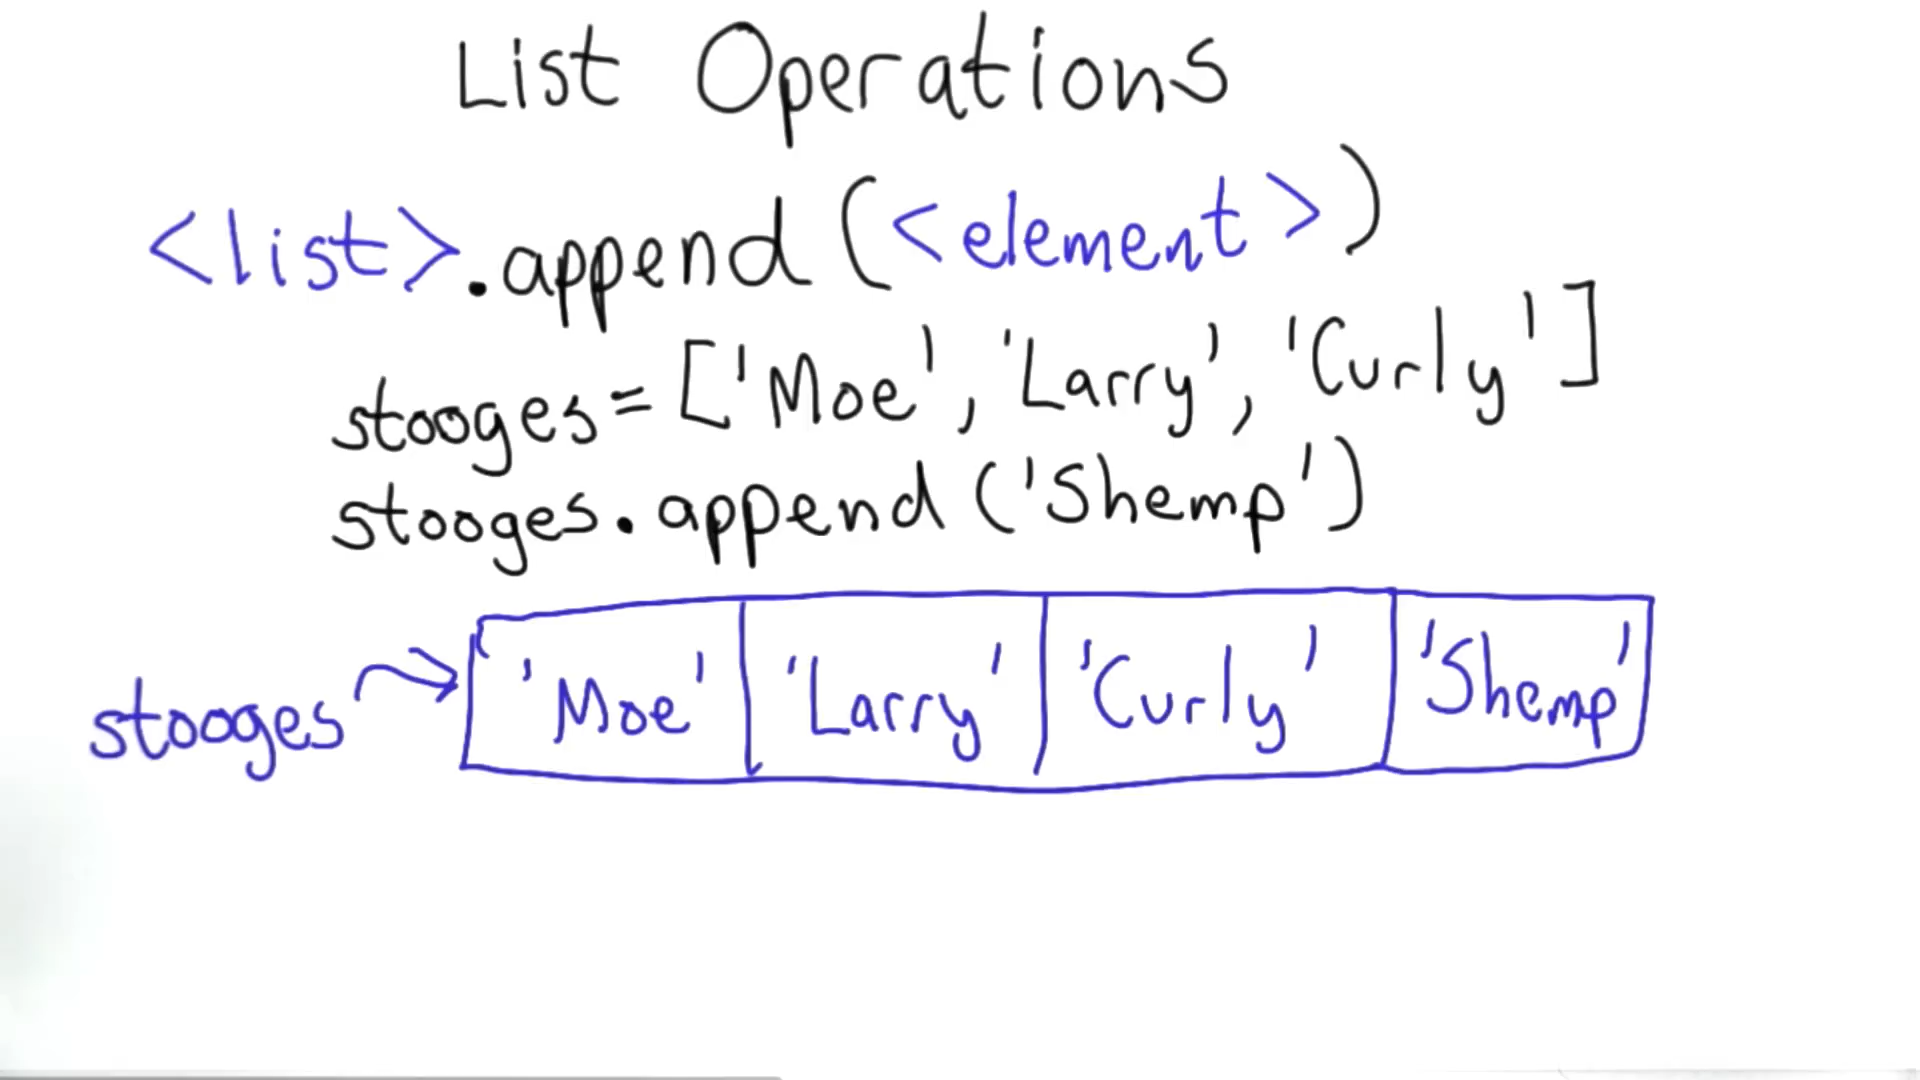 List Operations
<list>.append(<element>)
stooges = ['Moe', 'Larry', 'Curly']
stooges.append('Shemp')
stooges 'Moe' 'Larry' 'Curly' 'Shemp'